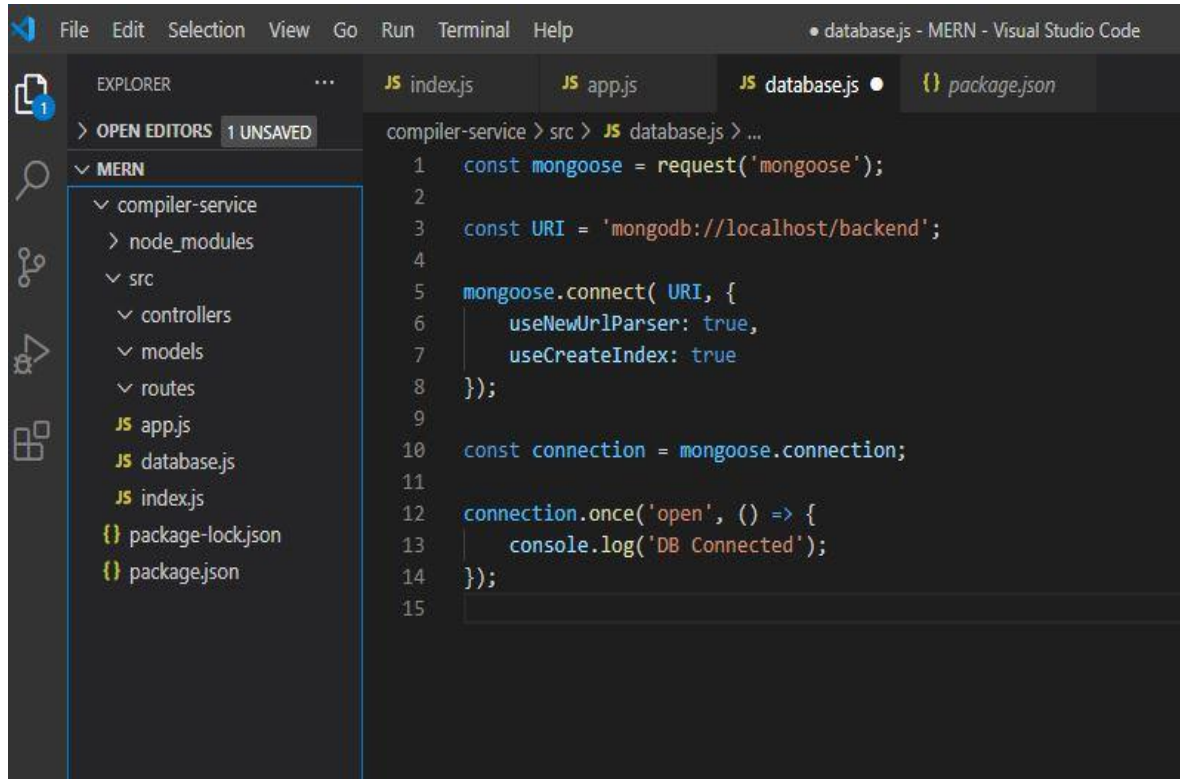 File Edit Selection View Go Run Terminal Help ● database.js - MERN - Visual Studio Code
EXPLORER ···
JS index.js JS app.js JS database.js ● {} package.json
1
> OPEN EDITORS 1 UNSAVED
compiler-service > src > JS database.js > ...
MERN
compiler-service
> node_modules
src
controllers
models
routes
JS app.js
JS database.js
JS index.js
{} package-lock.json
{} package.json
1 const mongoose = request('mongoose');
2
3 const URI = 'mongodb://localhost/backend';
4
5 mongoose.connect( URI, {
6     useNewUrlParser: true,
7     useCreateIndex: true
8 });
9
10 const connection = mongoose.connection;
11
12 connection.once('open', () => {
13     console.log('DB Connected');
14 });
15